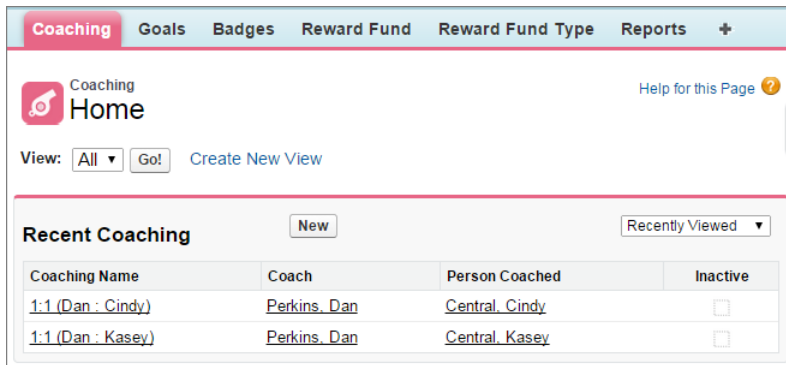 Coaching Goals Badges Reward Fund Reward Fund Type Reports +
Coaching
Home
Help for this Page ?
View: All Go! Create New View
Recent Coaching New Recently Viewed
Coaching Name Coach Person Coached Inactive
1:1 (Dan : Cindy) Perkins, Dan Central, Cindy
1:1 (Dan : Kasey) Perkins, Dan Central, Kasey